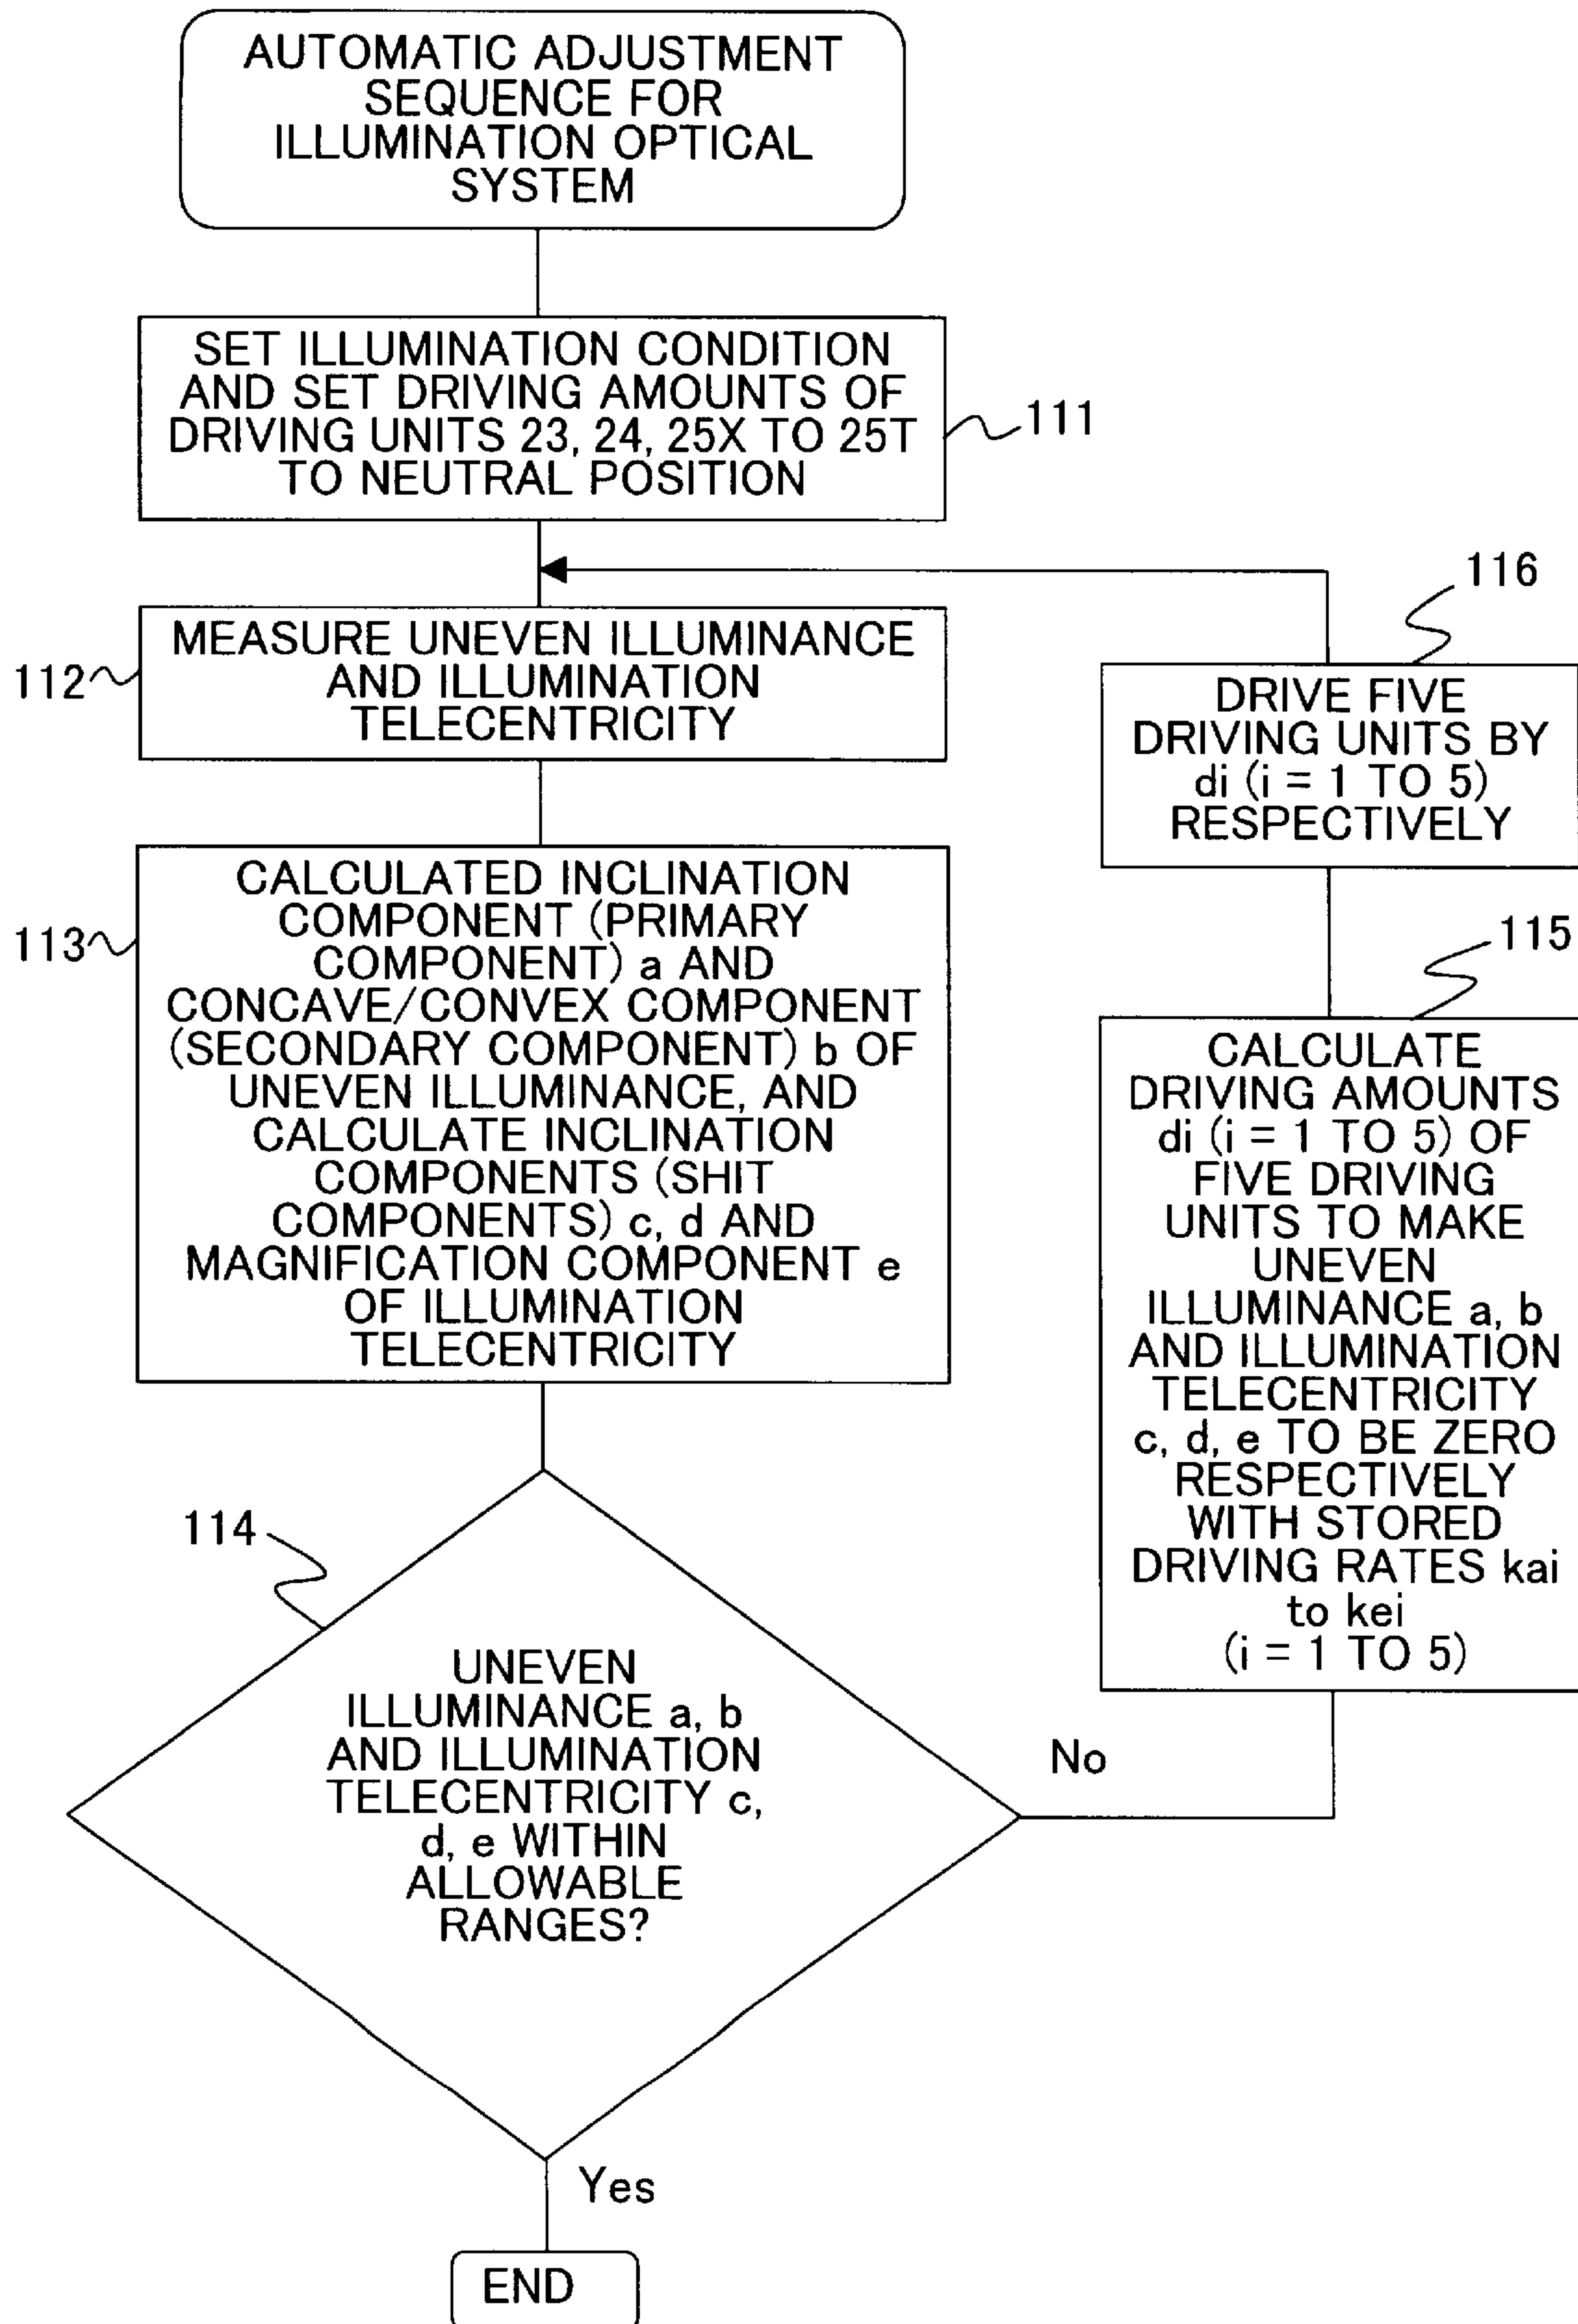 AUTOMATIC ADJUSTMENT
SEQUENCE FOR
ILLUMINATION OPTICAL
SYSTEM
SET ILLUMINATION CONDITION
AND SET DRIVING AMOUNTS OF
DRIVING UNITS 23, 24, 25X TO 25T
TO NEUTRAL POSITION
111
112
MEASURE UNEVEN ILLUMINANCE
AND ILLUMINATION
TELECENTRICITY
113
CALCULATED INCLINATION
COMPONENT (PRIMARY
COMPONENT) a AND
CONCAVE/CONVEX COMPONENT
(SECONDARY COMPONENT) b OF
UNEVEN ILLUMINANCE, AND
CALCULATE INCLINATION
COMPONENTS (SHIT
COMPONENTS) c, d AND
MAGNIFICATION COMPONENT e
OF ILLUMINATION
TELECENTRICITY
114
UNEVEN
ILLUMINANCE a, b
AND ILLUMINATION
TELECENTRICITY c,
d, e WITHIN
ALLOWABLE
RANGES?
No
Yes
END
115
CALCULATE
DRIVING AMOUNTS
di (i = 1 TO 5) OF
FIVE DRIVING
UNITS TO MAKE
UNEVEN
ILLUMINANCE a, b
AND ILLUMINATION
TELECENTRICITY
c, d, e TO BE ZERO
RESPECTIVELY
WITH STORED
DRIVING RATES kai
to kei
(i = 1 TO 5)
116
DRIVE FIVE
DRIVING UNITS BY
di (i = 1 TO 5)
RESPECTIVELY